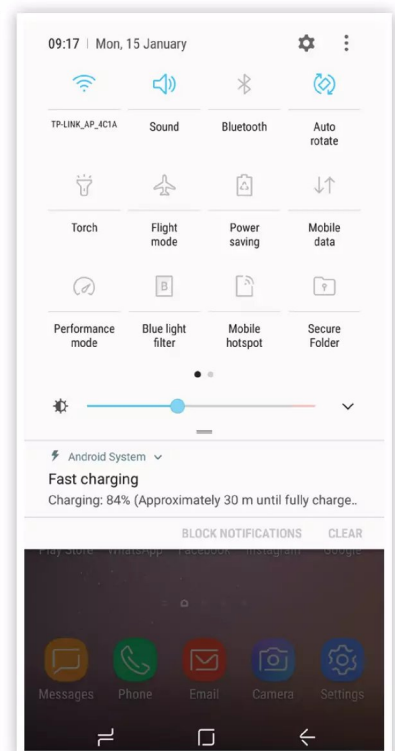 09:17 | Mon, 15 January
TP-LINK_AP_4C1A
Sound
Bluetooth
Auto
rotate
Torch
Flight
mode
Power
saving
Mobile
data
Performance
mode
Blue light
filter
Mobile
hotspot
Secure
Folder
Android System
Fast charging
Charging: 84% (Approximately 30 m until fully charge..
BLOCK NOTIFICATIONS CLEAR
Play Store WhatsApp Facebook Instagram Google
Messages Phone Email Camera Settings